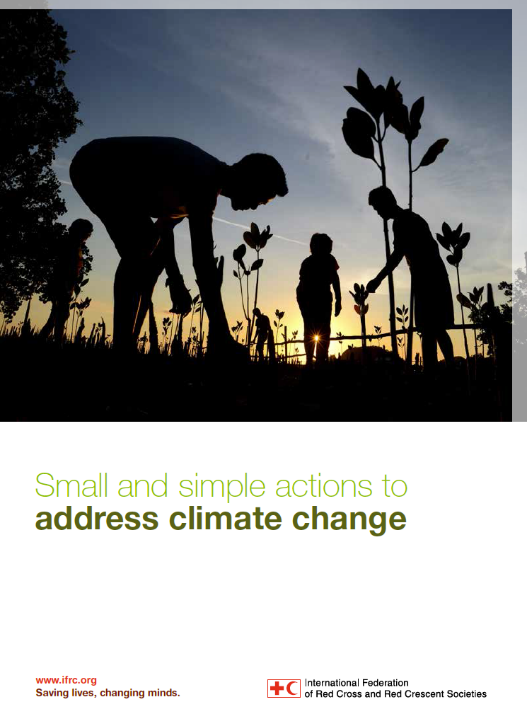 Small and simple actions to
address climate change
www.ifrc.org
Saving lives, changing minds.
International Federation
of Red Cross and Red Crescent Societies